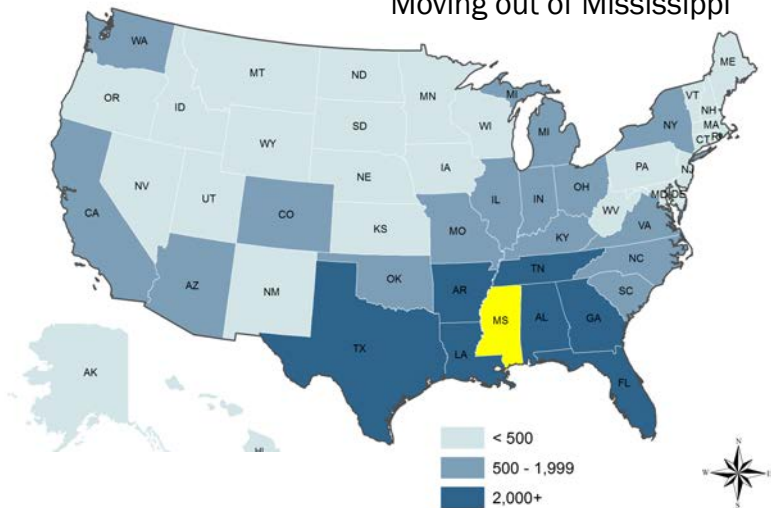 Moving out of Mississippi
WA
MT
ND
MN
ME
VT
NH
MA
CT
OR
ID
SD
WI
MI
MI
NY
WY
IA
PA
NJ
NE
MD
DE
NV
UT
CO
KS
MO
IL
IN
OH
WV
VA
CA
KY
NC
AZ
NM
OK
AR
TN
SC
TX
LA
MS
AL
GA
FL
AK
< 500
500 - 1,999
2,000+
N
W
E
S